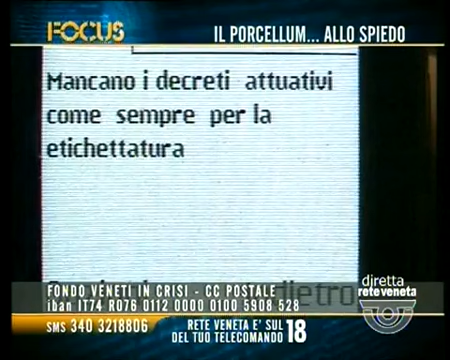 FOCUS
IL PORCELLUM... ALLO SPIEDO
Mancano i decreti attuativi
come sempre per la
etichettatura
dietro
FONDO VENETI IN CRISI - CC POSTALE
iban IT74 R076 0112 0000 0100 5908 528
diretta
reteveneta
SMS 340 3218806
RETE VENETA E' SUL
DEL TUO TELECOMANDO 18